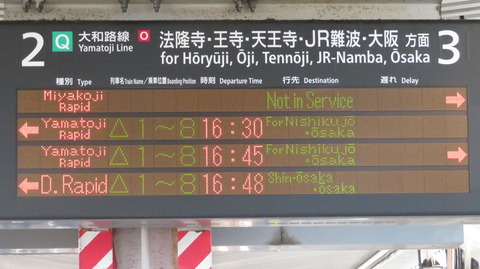 2 Q 大和路線 O 法隆寺・王寺・天王寺・JR難波・大阪 方面 3
Yamatoji Line for Hōryūji, Ōji, Tennōji, JR-Namba, Ōsaka
種別 Type 列車名/乗車位置 Train Name/Boarding Position 時刻 Departure Time 行先 Destination 遅れ Delay
Miyakoji Rapid Not in Service →
← Yamatoji Rapid △ 1～8 16:30 For Nishikujō・ōsaka
Yamatoji Rapid △ 1～8 16:45 For Nishikujō・ōsaka →
← D. Rapid △ 1～8 16:48 Shin-ōsaka・ōsaka